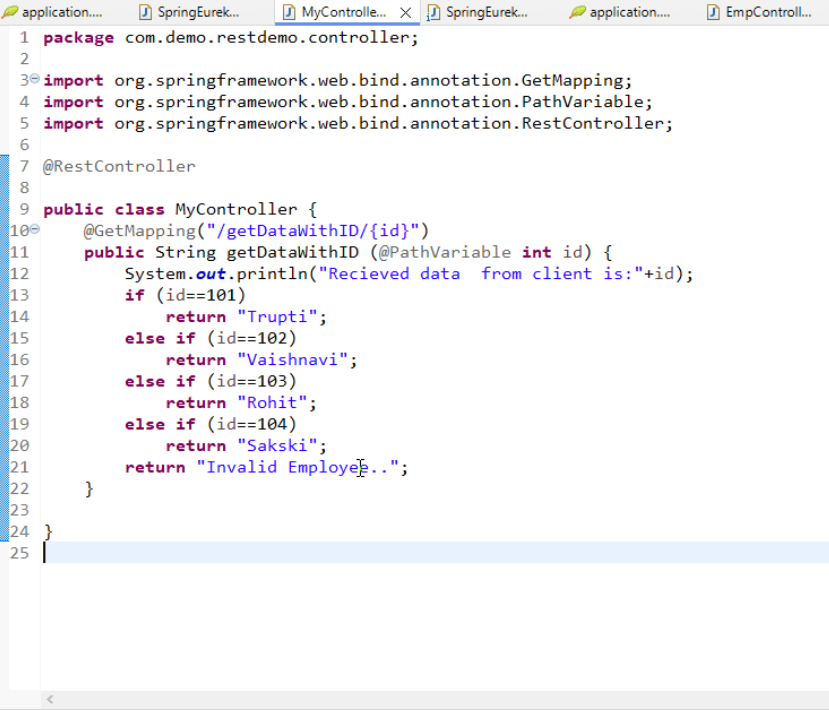 application.... SpringEurek... MyControlle... SpringEurek... application.... EmpControll...
1 package com.demo.restdemo.controller;
2
3 import org.springframework.web.bind.annotation.GetMapping;
4 import org.springframework.web.bind.annotation.PathVariable;
5 import org.springframework.web.bind.annotation.RestController;
6
7 @RestController
8
9 public class MyController {
10     @GetMapping("/getDataWithID/{id}")
11     public String getDataWithID (@PathVariable int id) {
12         System.out.println("Recieved data  from client is:"+id);
13         if (id==101)
14             return "Trupti";
15         else if (id==102)
16             return "Vaishnavi";
17         else if (id==103)
18             return "Rohit";
19         else if (id==104)
20             return "Sakski";
21         return "Invalid Employee..";
22     }
23
24 }
25